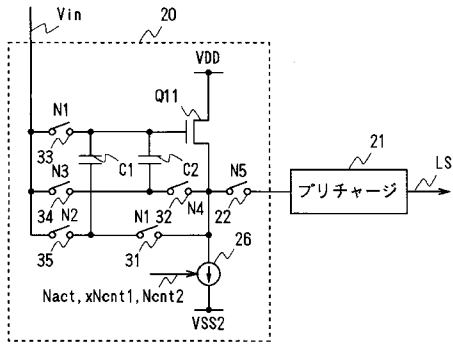 Vin
20
VDD
Q11
N1
33
C1
C2
N3
N5
21
LS
34
N4
プリチャージ
N2
N1
32
22
35
31
26
Nact,xNcnt1,Ncnt2
VSS2